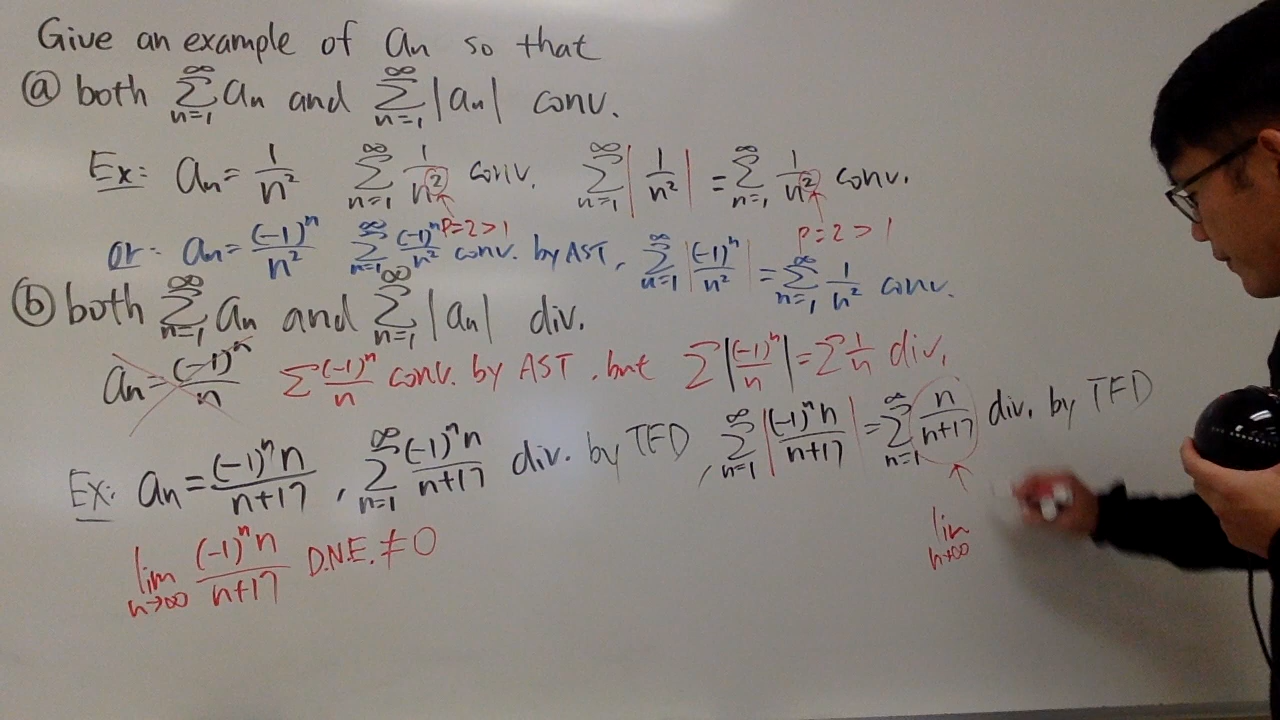 Give an example of aₙ so that
ⓐ both ∑_{n=1}^{∞} aₙ and ∑_{n=1}^{∞} |aₙ| conv.
Ex: aₙ = 1/n² ∑_{n=1}^{∞} 1/n² conv. ∑_{n=1}^{∞} |1/n²| = ∑_{n=1}^{∞} 1/n² conv.
P=2>1 P=2>1
or: aₙ = (-1)ⁿ/n² ∑_{n=1}^{∞} (-1)ⁿ/n² conv. by AST, ∑_{n=1}^{∞} |(-1)ⁿ/n²| = ∑_{n=1}^{∞} 1/n² conv.
ⓑ both ∑_{n=1}^{∞} aₙ and ∑_{n=1}^{∞} |aₙ| div.
aₙ = (-1)ⁿ/n ∑ (-1)ⁿ/n conv. by AST, but ∑ |(-1)ⁿ/n| = ∑ 1/n div.
Ex: aₙ = (-1)ⁿn/(n+17), ∑_{n=1}^{∞} (-1)ⁿn/(n+17) div. by TFD, ∑_{n=1}^{∞} |(-1)ⁿn/(n+17)| = ∑_{n=1}^{∞} n/(n+17) div. by TFD
lim_{n→∞} (-1)ⁿn/(n+17) D.N.E. ≠ 0 lim_{n→∞}